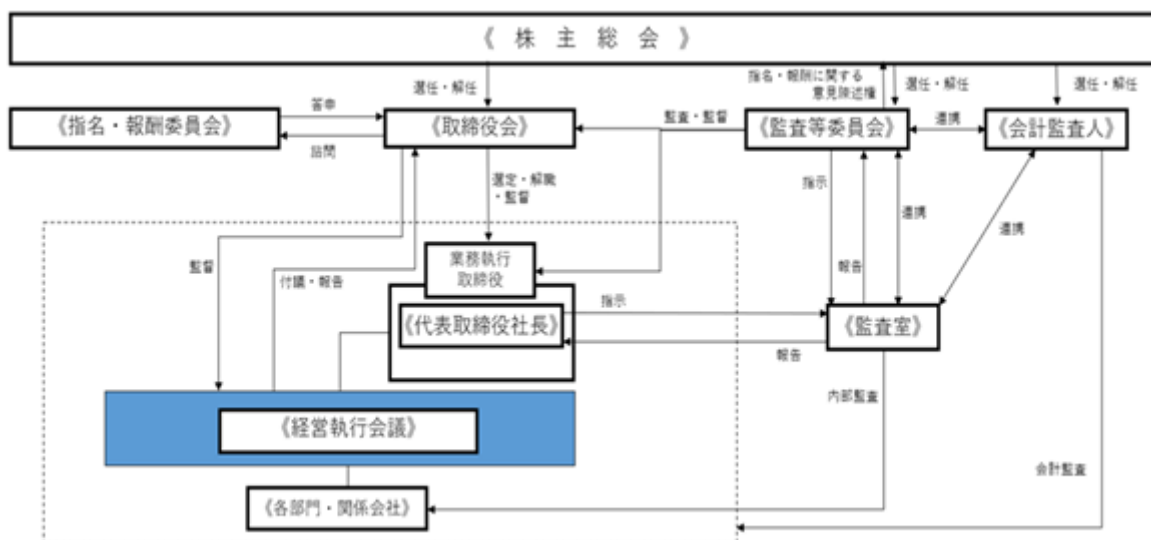 《 株 主 総 会 》
選任・解任
指名・報酬に関する
意見陳述権
選任・解任
選任・解任
《指名・報酬委員会》
答申
諮問
《取締役会》
監査・監督
《監査等委員会》
連携
《会計監査人》
選定・解職
・監督
指示
連携
連携
監督
付議・報告
業務執行
取締役
報告
《代表取締役社長》
指示
報告
《監査室》
内部監査
《経営執行会議》
会計監査
《各部門・関係会社》